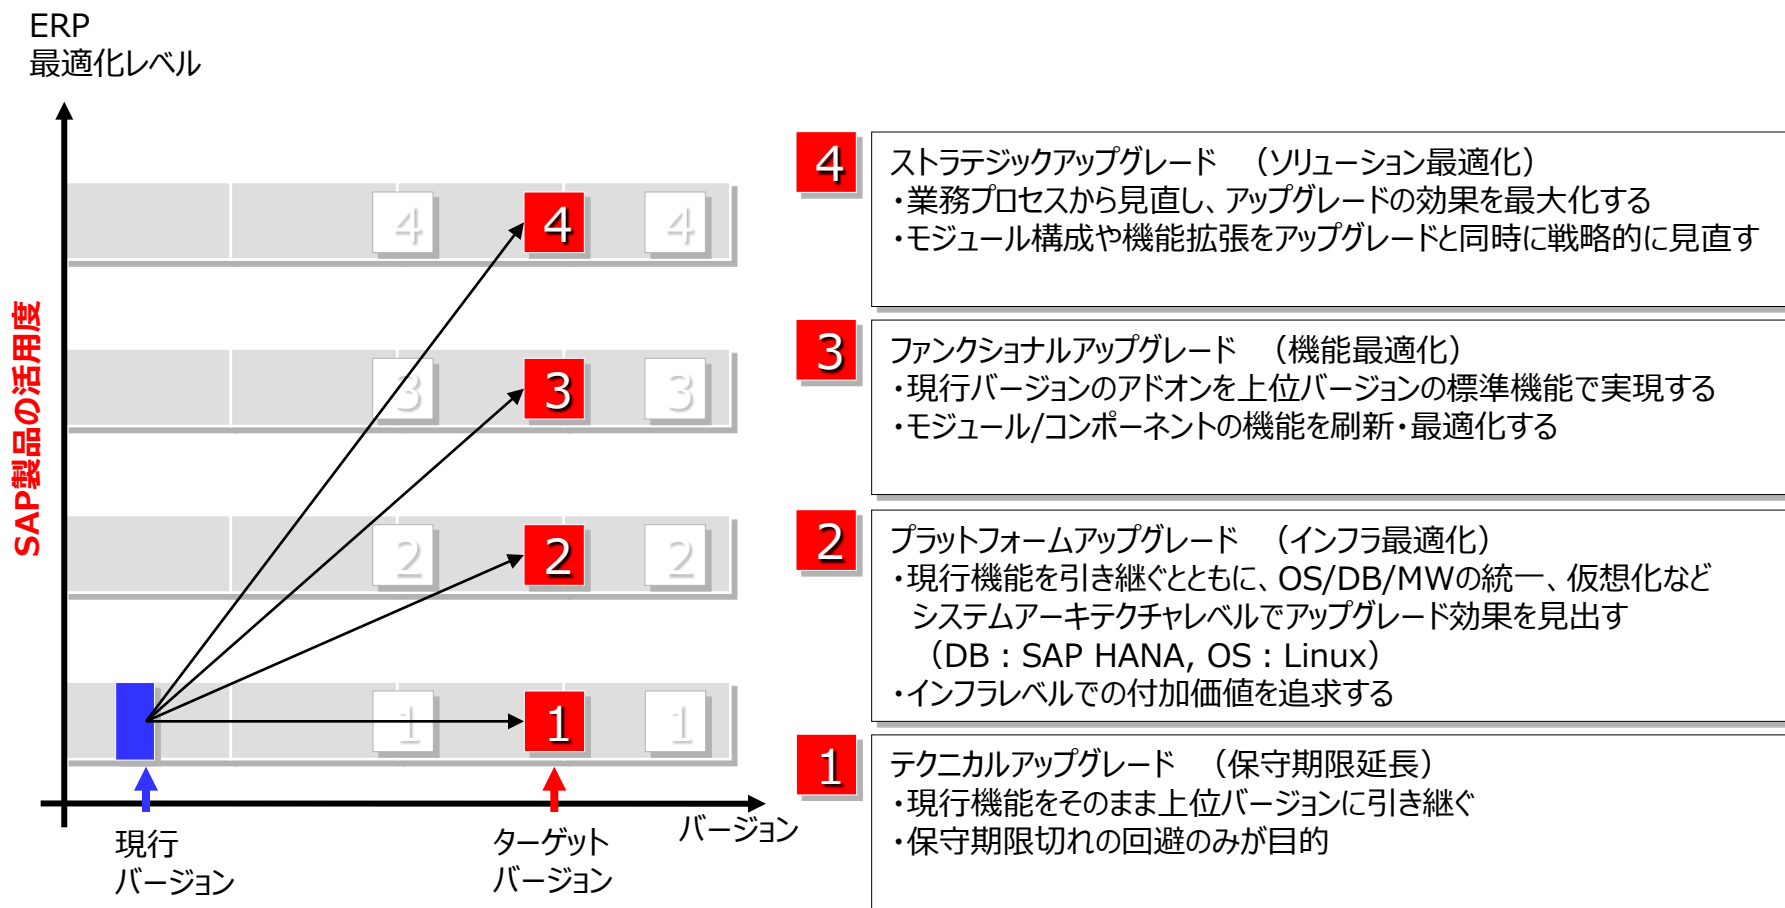 ERP
最適化レベル
SAP製品の活用度
4 4 4
3 3 3
2 2 2
1 1 1
現行
バージョン
ターゲット
バージョン
バージョン
4
ストラテジックアップグレード （ソリューション最適化）
・業務プロセスから見直し、アップグレードの効果を最大化する
・モジュール構成や機能拡張をアップグレードと同時に戦略的に見直す
3
ファンクショナルアップグレード （機能最適化）
・現行バージョンのアドオンを上位バージョンの標準機能で実現する
・モジュール/コンポーネントの機能を刷新・最適化する
2
プラットフォームアップグレード （インフラ最適化）
・現行機能を引き継ぐとともに、OS/DB/MWの統一、仮想化など
システムアーキテクチャレベルでアップグレード効果を見出す
（DB：SAP HANA, OS：Linux）
・インフラレベルでの付加価値を追求する
1
テクニカルアップグレード （保守期限延長）
・現行機能をそのまま上位バージョンに引き継ぐ
・保守期限切れの回避のみが目的